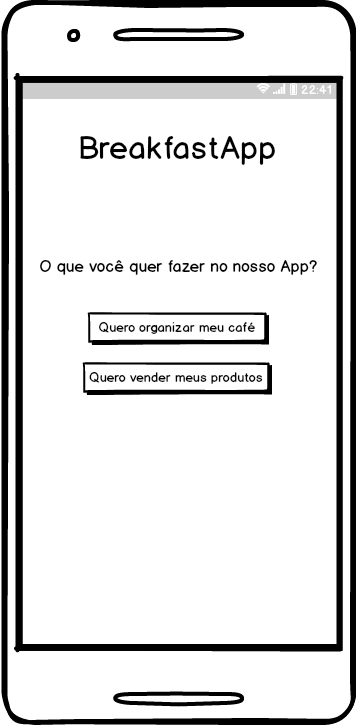 22:41
BreakfastApp
O que você quer fazer no nosso App?
Quero organizar meu café
Quero vender meus produtos